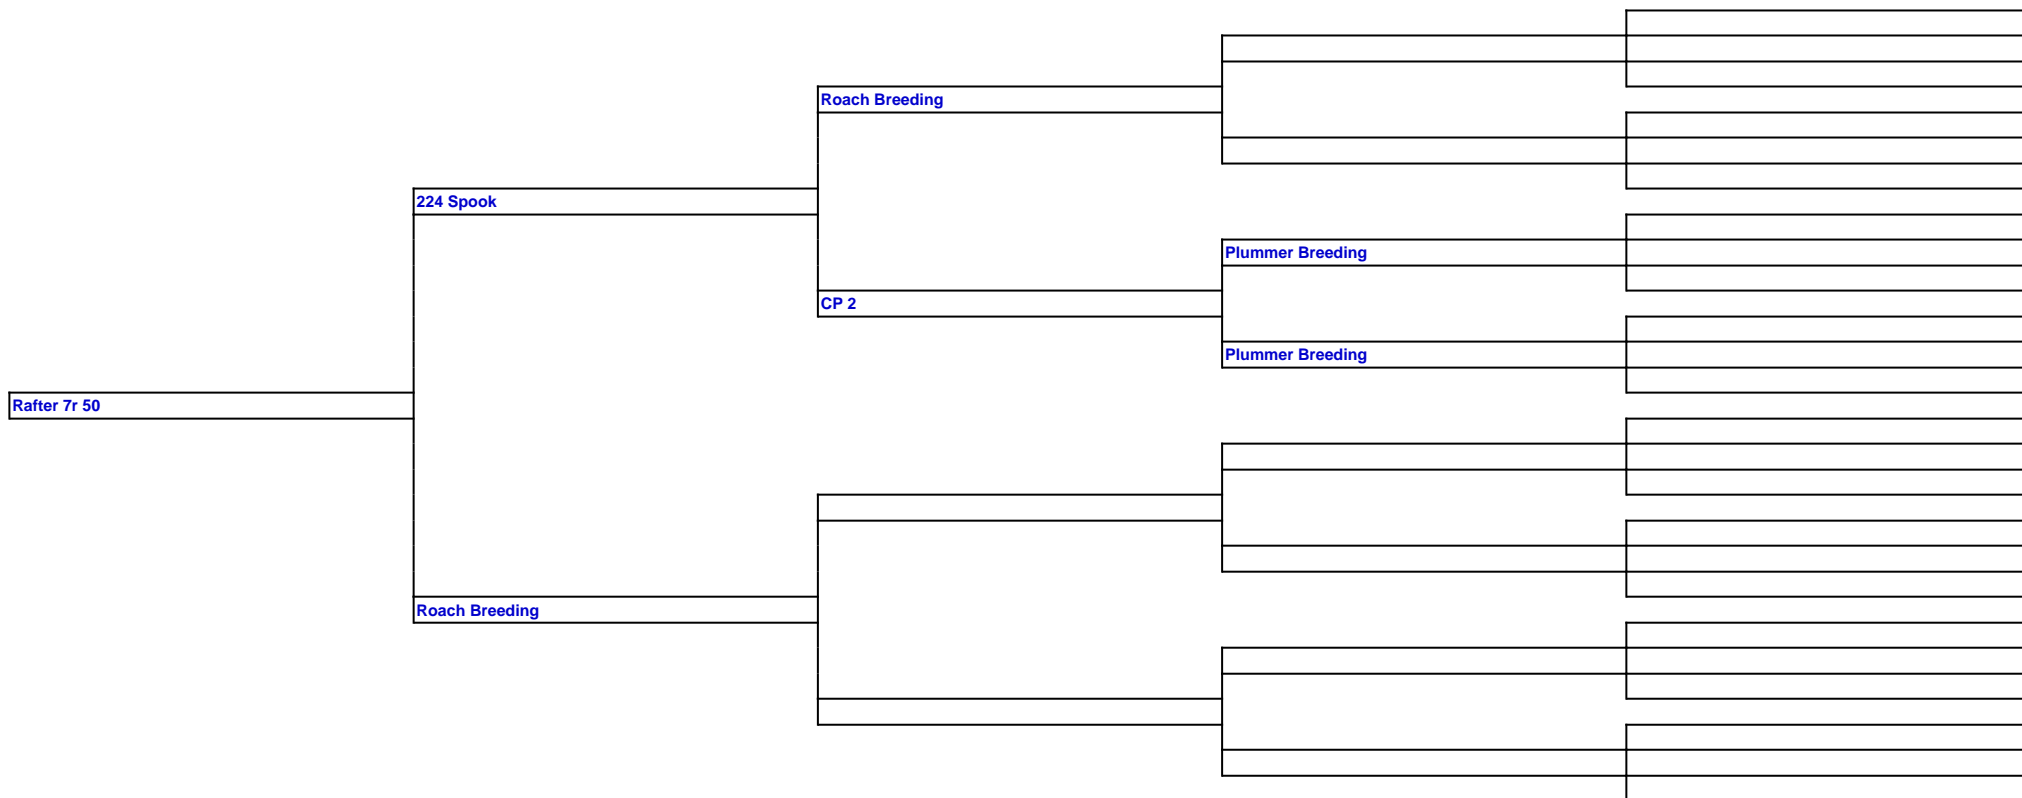 Roach Breeding
224 Spook
Plummer Breeding
CP 2
Plummer Breeding
Rafter 7r 50
Roach Breeding